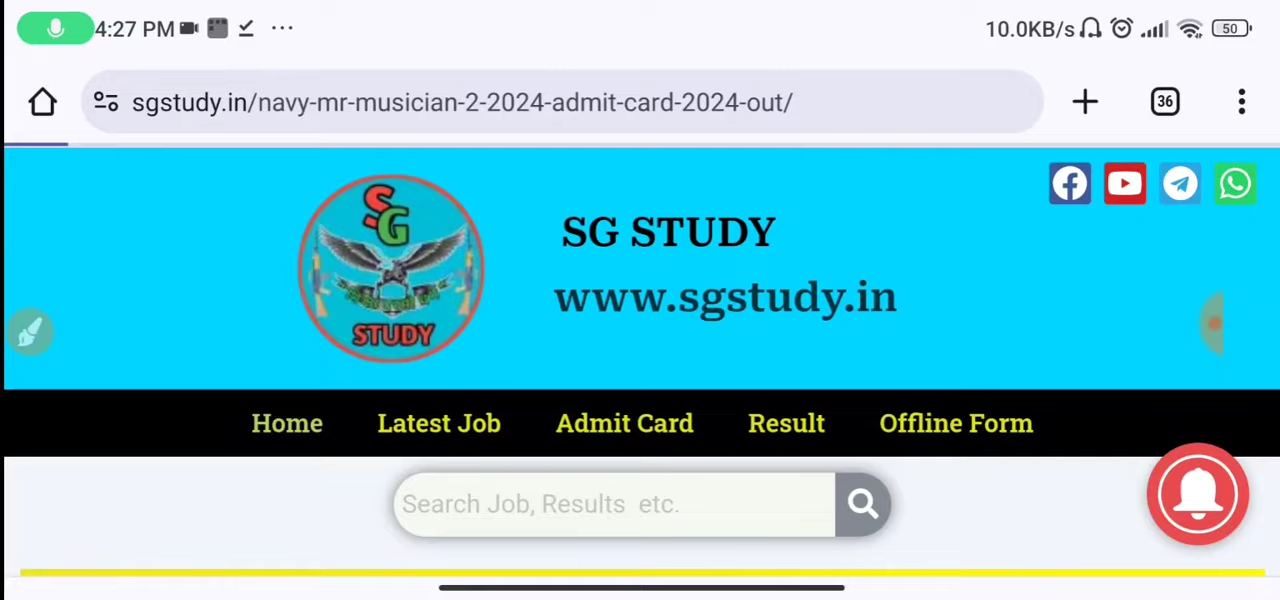 4:27 PM
10.0KB/s
50
sgstudy.in/navy-mr-musician-2-2024-admit-card-2024-out/
36
SG
STUDY
SG STUDY
www.sgstudy.in
Home Latest Job Admit Card Result Offline Form
Search Job, Results etc.